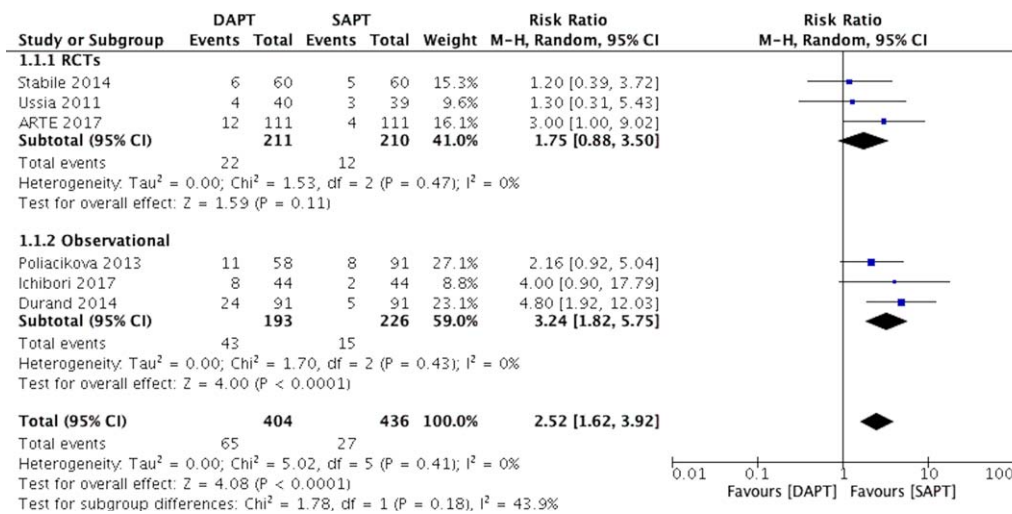 DAPT SAPT Risk Ratio Risk Ratio
Study or Subgroup Events Total Events Total Weight M-H, Random, 95% CI M-H, Random, 95% CI
1.1.1 RCTs
Stabile 2014 6 60 5 60 15.3% 1.20 [0.39, 3.72]
Ussia 2011 4 40 3 39 9.6% 1.30 [0.31, 5.43]
ARTE 2017 12 111 4 111 16.1% 3.00 [1.00, 9.02]
Subtotal (95% CI) 211 210 41.0% 1.75 [0.88, 3.50]
Total events 22 12
Heterogeneity: Tau² = 0.00; Chi² = 1.53, df = 2 (P = 0.47); I² = 0%
Test for overall effect: Z = 1.59 (P = 0.11)
1.1.2 Observational
Poliacikova 2013 11 58 8 91 27.1% 2.16 [0.92, 5.04]
Ichibori 2017 8 44 2 44 8.8% 4.00 [0.90, 17.79]
Durand 2014 24 91 5 91 23.1% 4.80 [1.92, 12.03]
Subtotal (95% CI) 193 226 59.0% 3.24 [1.82, 5.75]
Total events 43 15
Heterogeneity: Tau² = 0.00; Chi² = 1.70, df = 2 (P = 0.43); I² = 0%
Test for overall effect: Z = 4.00 (P < 0.0001)
Total (95% CI) 404 436 100.0% 2.52 [1.62, 3.92]
Total events 65 27
Heterogeneity: Tau² = 0.00; Chi² = 5.02, df = 5 (P = 0.41); I² = 0%
Test for overall effect: Z = 4.08 (P < 0.0001)
Test for subgroup differences: Chi² = 1.78, df = 1 (P = 0.18), I² = 43.9%
0.01 0.1 1 10 100
Favours [DAPT] Favours [SAPT]